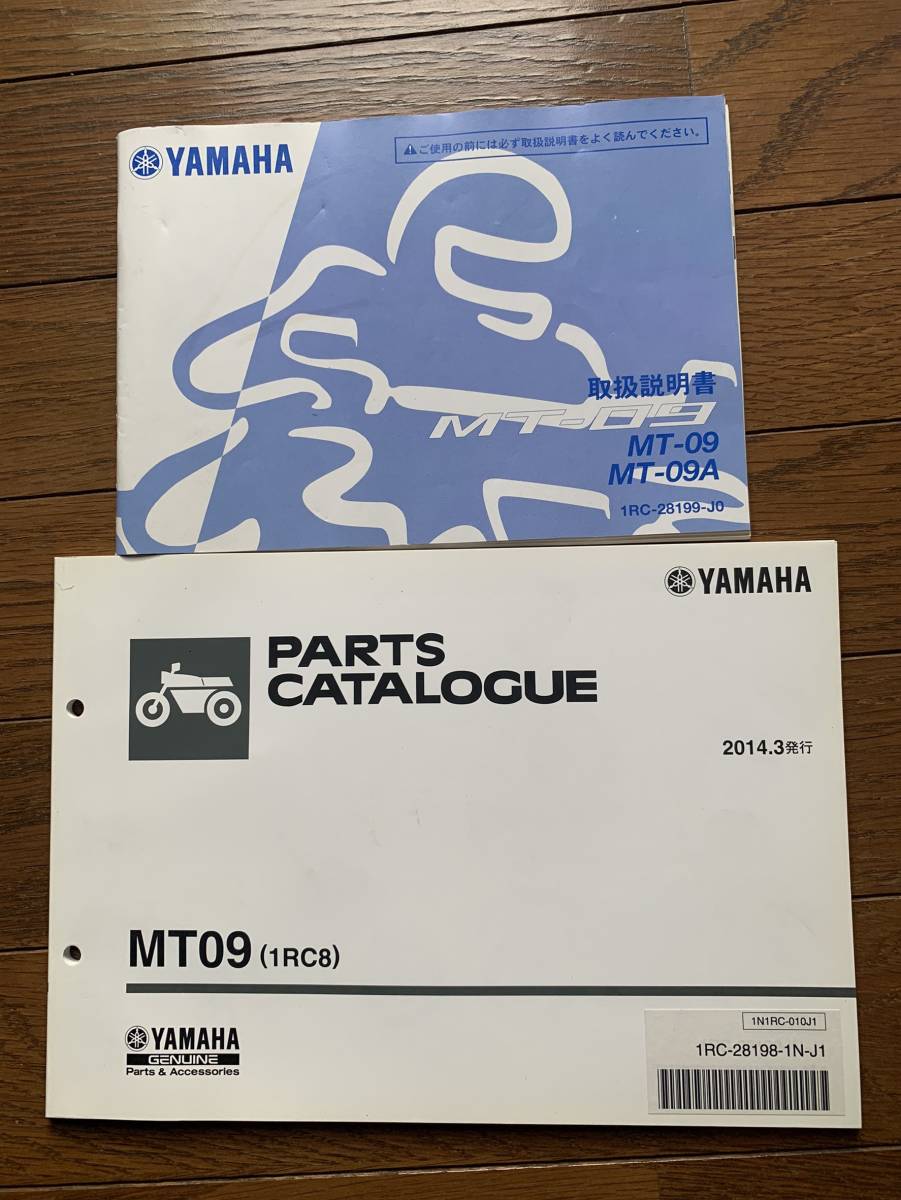 YAMAHA
⚠ご使用の前には必ず取扱説明書をよく読んでください。
取扱説明書
MT-09
MT-09
MT-09A
1RC-28199-J0
YAMAHA
PARTS
CATALOGUE
2014.3発行
MT09 (1RC8)
YAMAHA
GENUINE
Parts & Accessories
1N1RC-010J1
1RC-28198-1N-J1